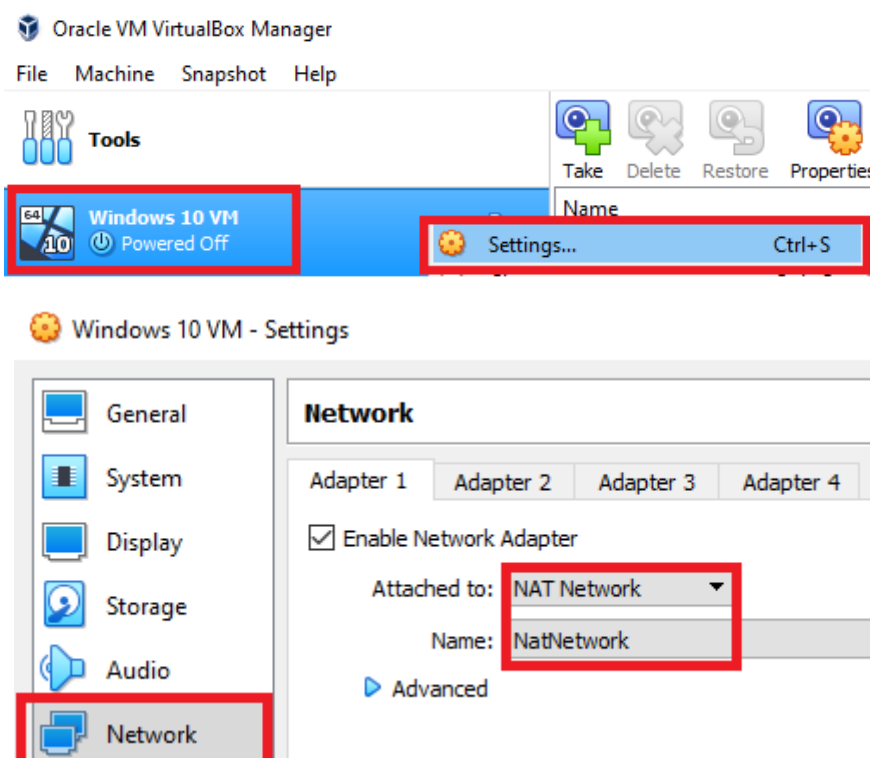 Oracle VM VirtualBox Manager
File Machine Snapshot Help
Tools
Take Delete Restore Properties
Name
64
10
Windows 10 VM
Powered Off
Settings... Ctrl+S
Windows 10 VM - Settings
General
System
Display
Storage
Audio
Network
Network
Adapter 1 Adapter 2 Adapter 3 Adapter 4
Enable Network Adapter
Attached to: NAT Network
Name: NatNetwork
Advanced